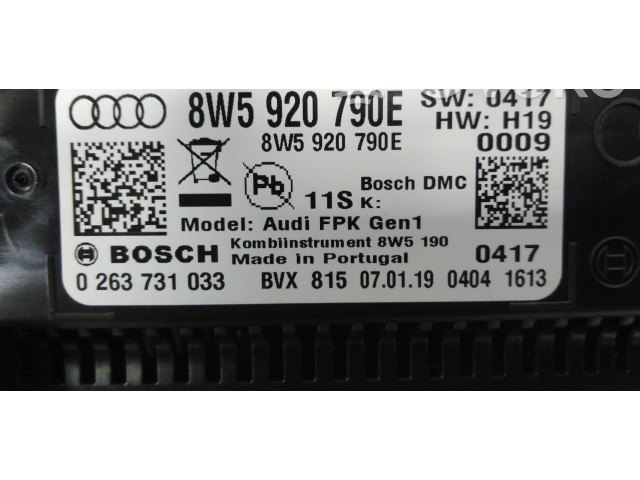 8W5 920 790E SW: 0417
8W5 920 790E HW: H19
0009
Pb 11S K: Bosch DMC
Model: Audi FPK Gen1
BOSCH Kombiinstrument 8W5 190
Made in Portugal 0417
0 263 731 033 BVX 815 07.01.19 0404 1613